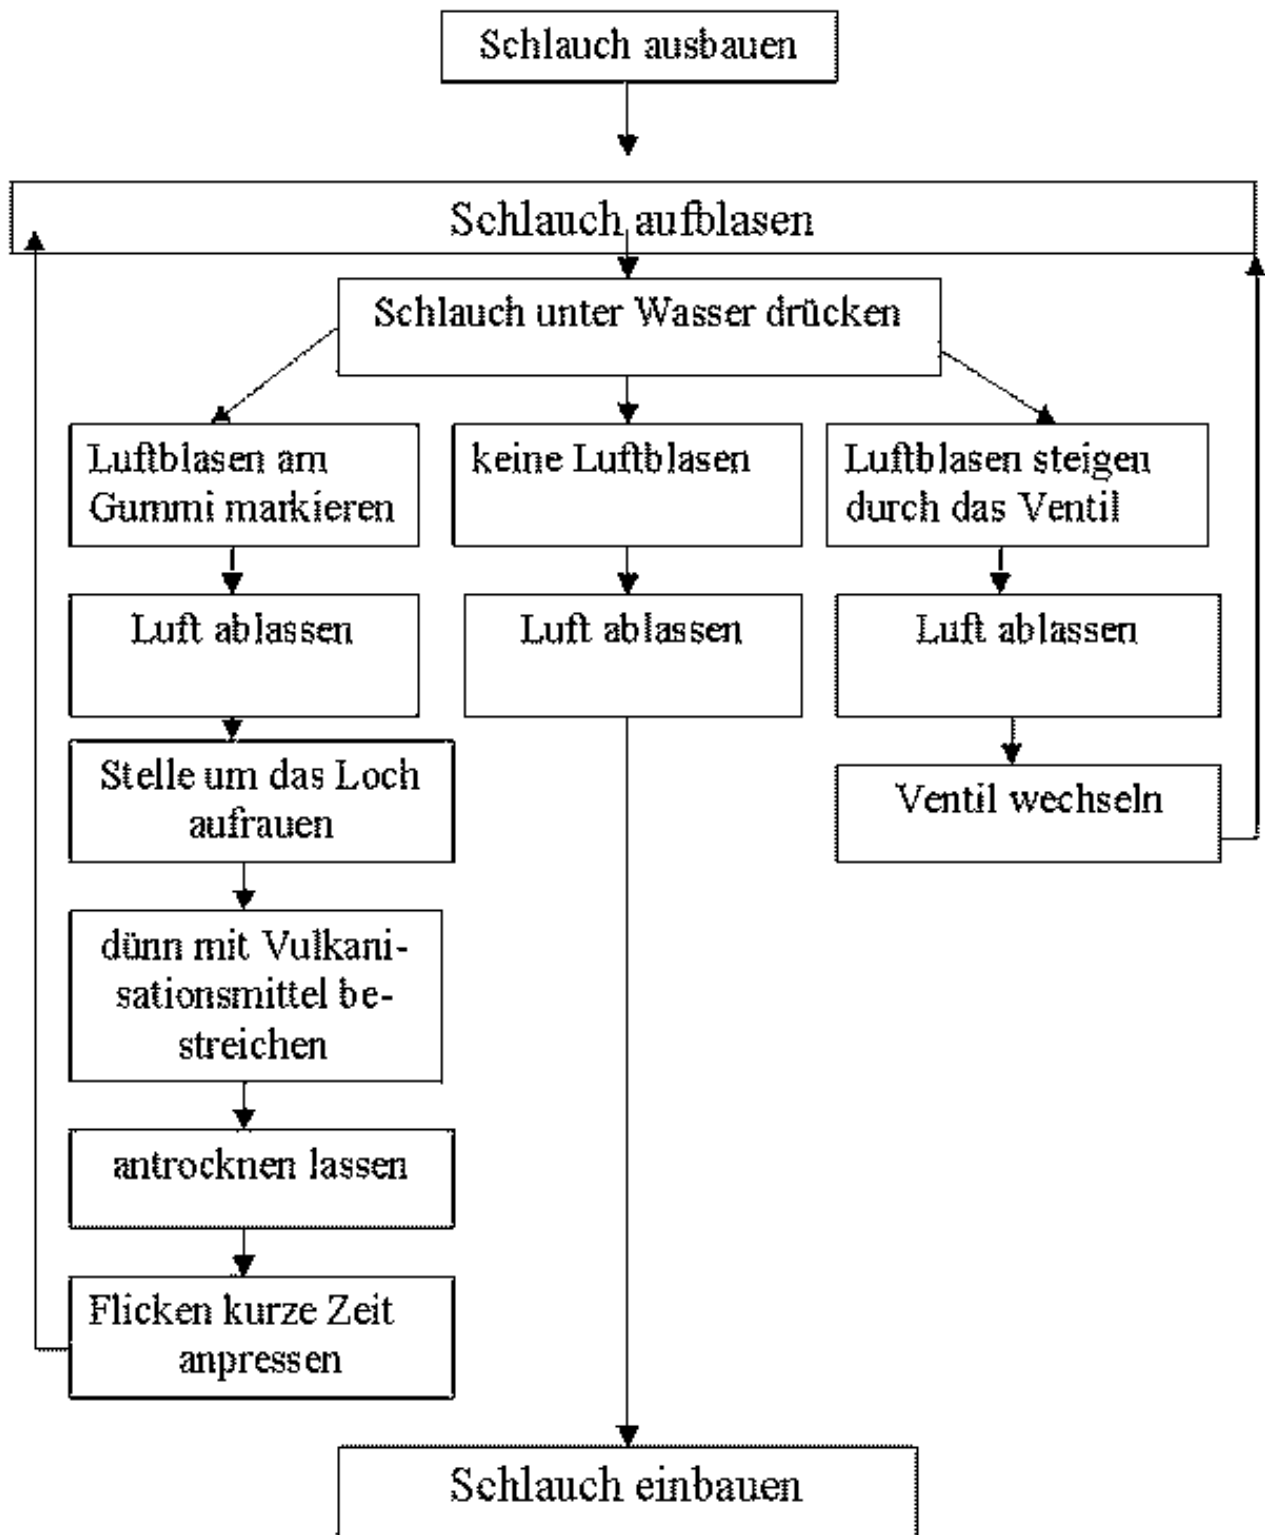 Schlauch ausbauen
Schlauch aufblasen
Schlauch unter Wasser drücken
Luftblasen am
Gummi markieren
keine Luftblasen
Luftblasen steigen
durch das Ventil
Luft ablassen
Luft ablassen
Luft ablassen
Stelle um das Loch
aufrauen
Ventil wechseln
dünn mit Vulkani-
sationsmittel be-
streichen
antrocknen lassen
Flicken kurze Zeit
anpressen
Schlauch einbauen